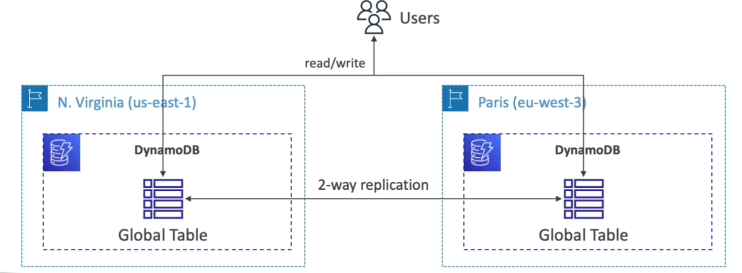 Users
read/write
N. Virginia (us-east-1)
Paris (eu-west-3)
DynamoDB
DynamoDB
2-way replication
Global Table
Global Table